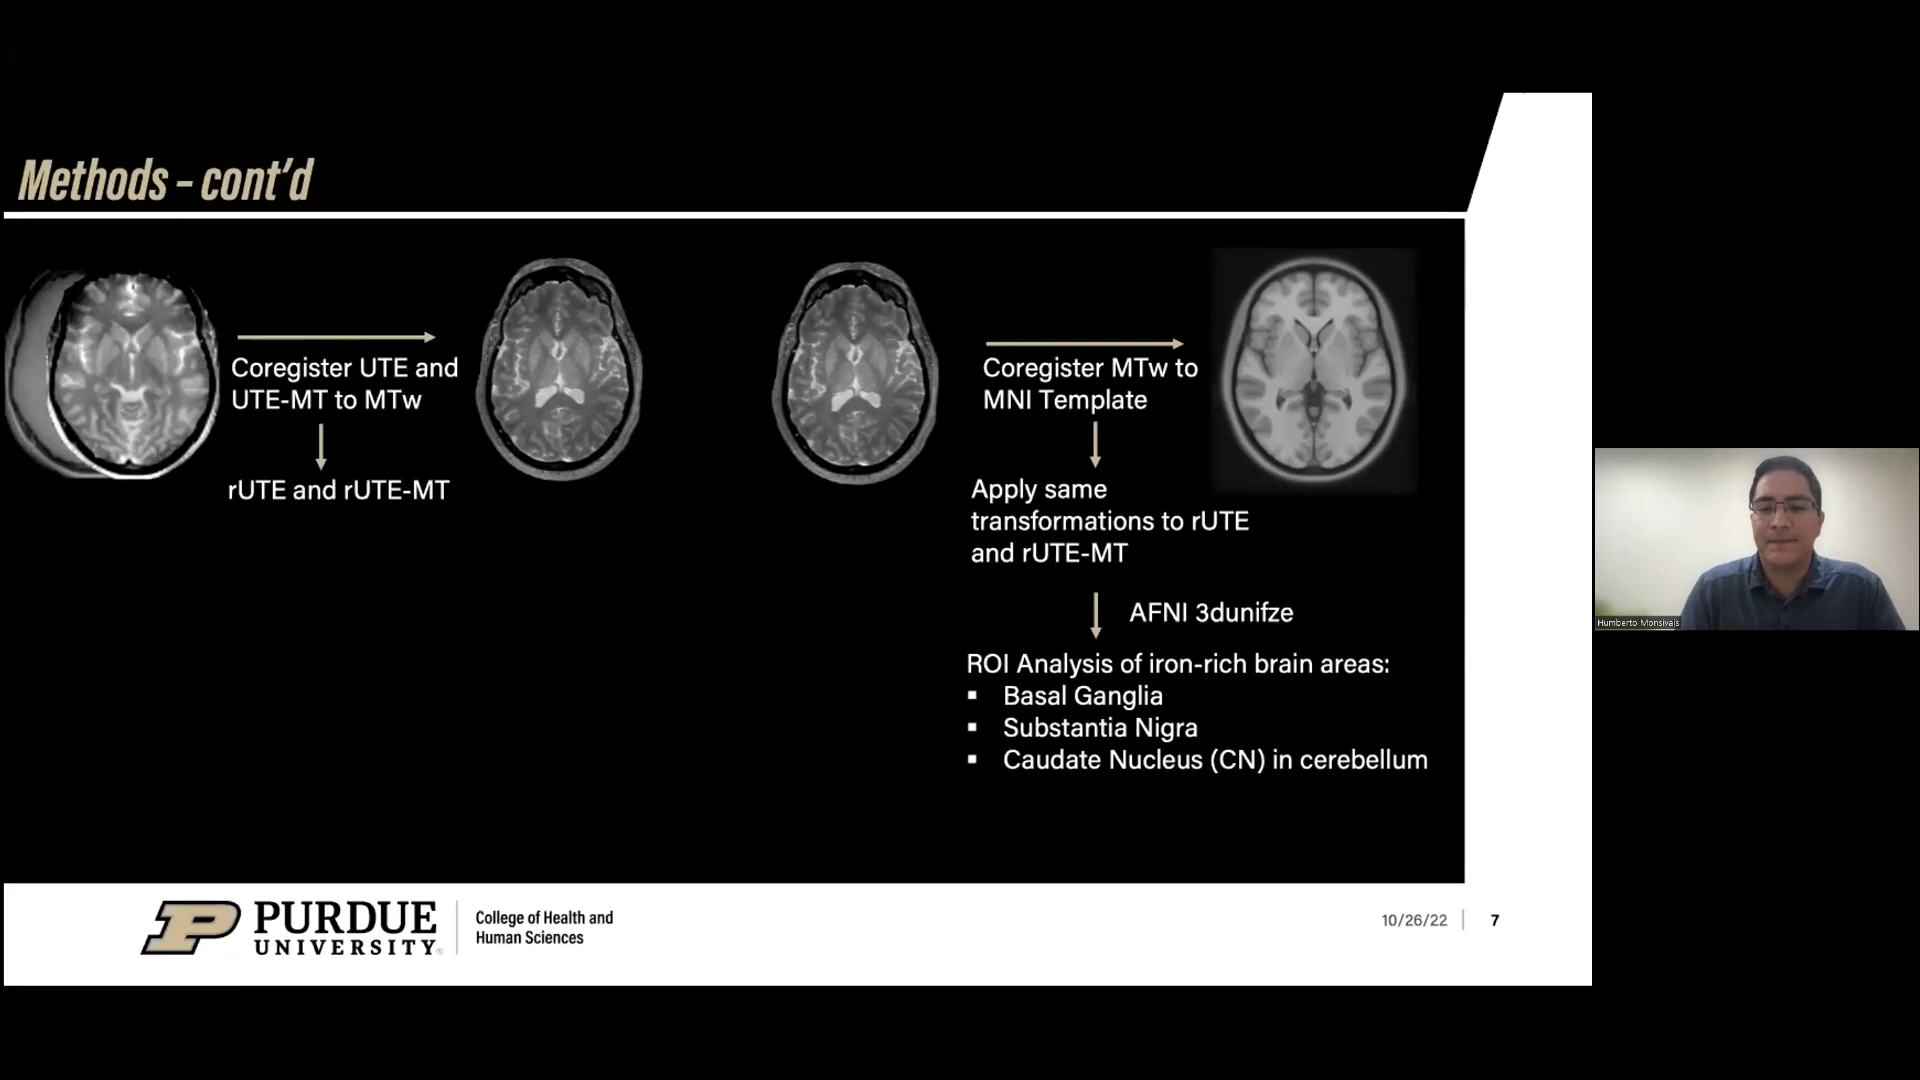 Methods – cont’d
Coregister UTE and
UTE-MT to MTw
rUTE and rUTE-MT
Coregister MTw to
MNI Template
Apply same
transformations to rUTE
and rUTE-MT
AFNI 3dunifze
ROI Analysis of iron-rich brain areas:
▪ Basal Ganglia
▪ Substantia Nigra
▪ Caudate Nucleus (CN) in cerebellum
Humberto Monsivais
PURDUE
UNIVERSITY®
College of Health and
Human Sciences
10/26/22
7